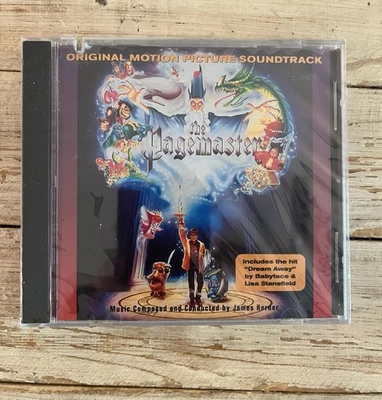 ORIGINAL MOTION PICTURE SOUNDTRACK
the
Pagemaster
Includes the hit
"Dream Away"
by Babyface &
Lisa Stansfield
Music Composed and Conducted by James Horner